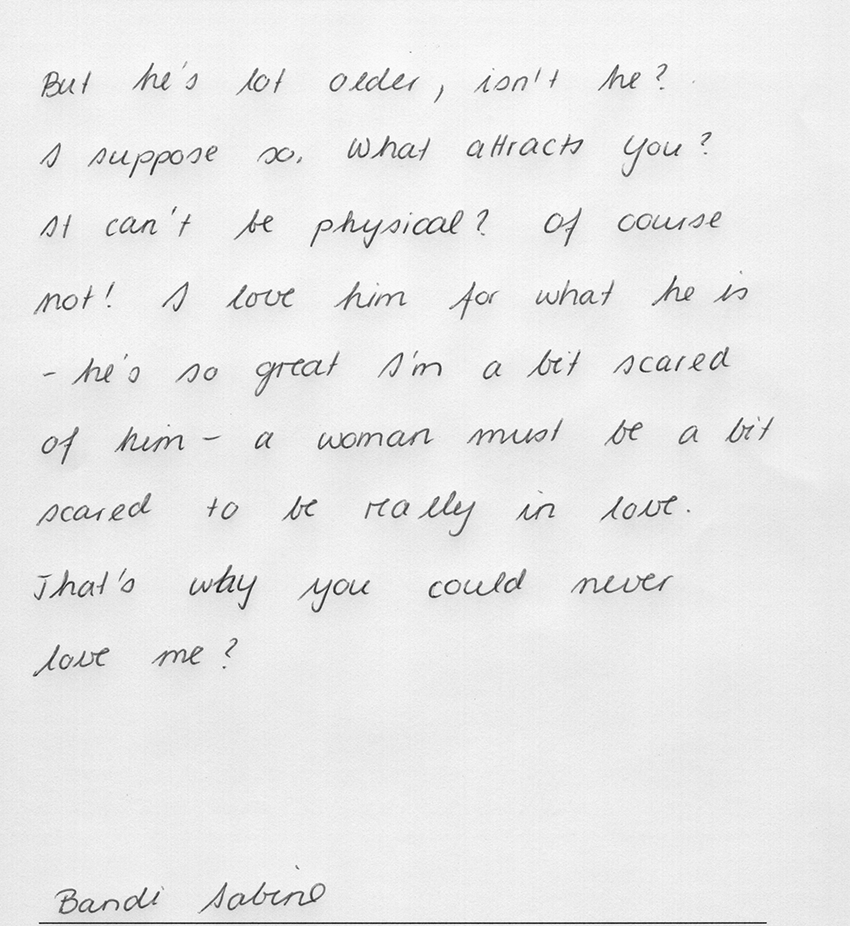 But he's lot older, isn't he?
I suppose so. What attracts you?
It can't be physical? Of course
not! I love him for what he is
- he's so great I'm a bit scared
of him - a woman must be a bit
scared to be really in love.
That's why you could never
love me?
Bandi Sabine